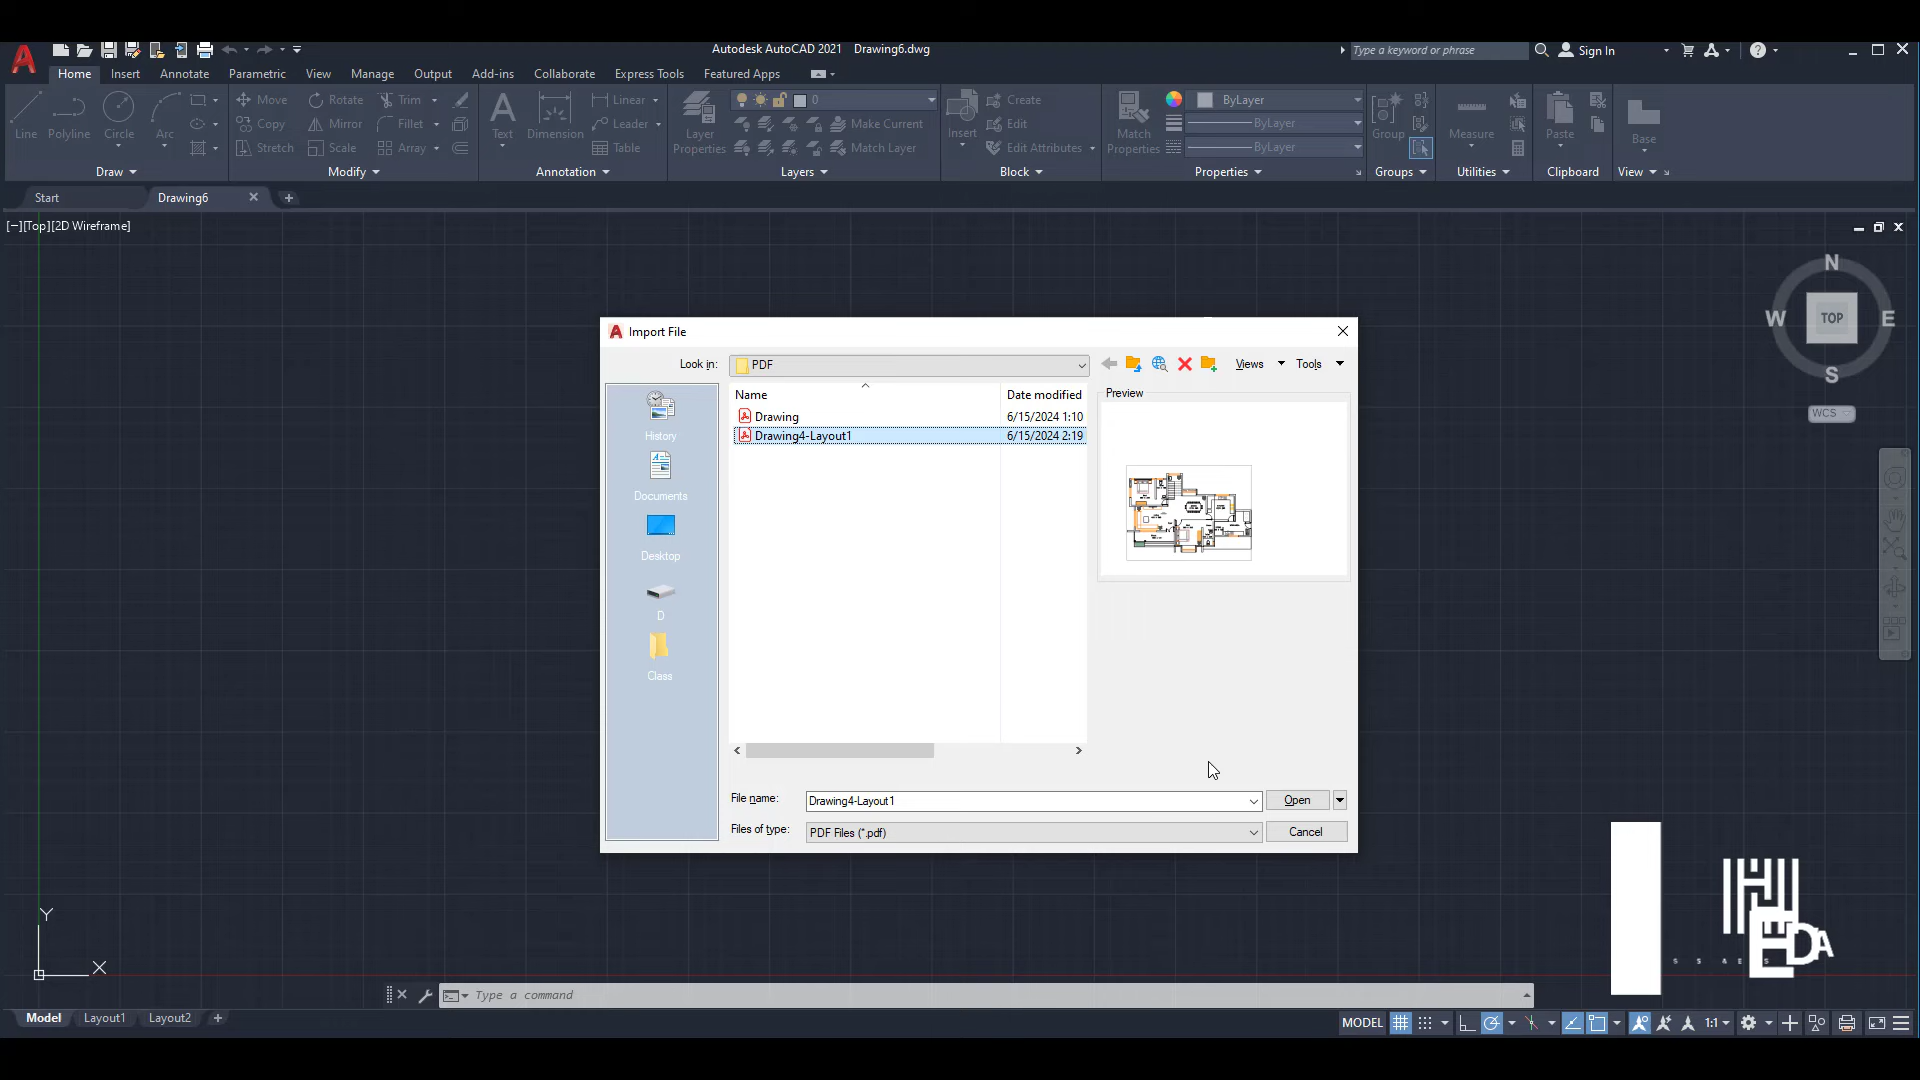 Autodesk AutoCAD 2021 Drawing6.dwg
Type a keyword or phrase
Sign In
Home Insert Annotate Parametric View Manage Output Add-ins Collaborate Express Tools Featured Apps
Line Polyline Circle Arc
Move Rotate Trim
Copy Mirror Fillet
Stretch Scale Array
Text Dimension
Linear
Leader
Table
Layer Properties
0
Make Current
Match Layer
Insert
Create
Edit
Edit Attributes
Match Properties
ByLayer
ByLayer
ByLayer
Group
Measure
Paste
Base
Draw Modify Annotation Layers Block Properties Groups Utilities Clipboard View
Start Drawing6
[−][Top][2D Wireframe]
N
W TOP E
S
WCS
Import File
Look in: PDF
Views Tools
Name Date modified
Preview
Drawing 6/15/2024 1:10
Drawing4-Layout1 6/15/2024 2:19
History
Documents
Desktop
D
Class
File name: Drawing4-Layout1
Open
Files of type: PDF Files (*.pdf)
Cancel
Y
X
EDA
S S & E S
Type a command
Model Layout1 Layout2
MODEL
1:1